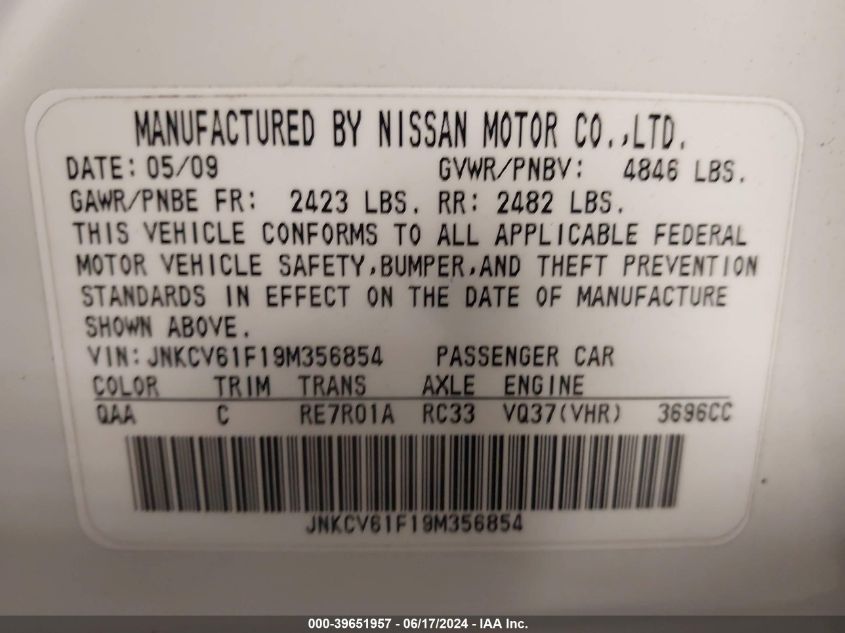 MANUFACTURED BY NISSAN MOTOR CO.,LTD.
DATE: 05/09 GVWR/PNBV: 4846 LBS.
GAWR/PNBE FR: 2423 LBS. RR: 2482 LBS.
THIS VEHICLE CONFORMS TO ALL APPLICABLE FEDERAL
MOTOR VEHICLE SAFETY,BUMPER,AND THEFT PREVENTION
STANDARDS IN EFFECT ON THE DATE OF MANUFACTURE
SHOWN ABOVE.
VIN: JNKCV61F19M356854 PASSENGER CAR
COLOR TRIM TRANS AXLE ENGINE
QAA C RE7R01A RC33 VQ37(VHR) 3696CC
JNKCV61F19M356854
000-39651957 - 06/17/2024 - IAA Inc.